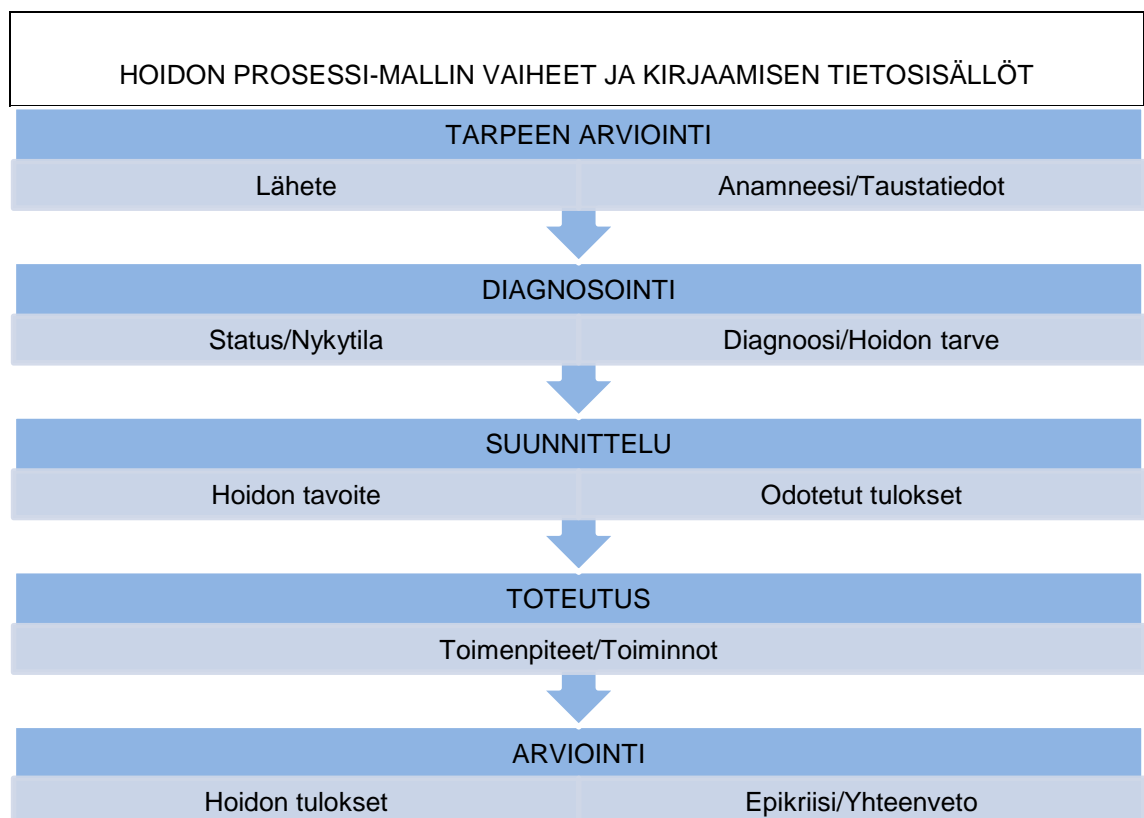 HOIDON PROSESSI-MALLIN VAIHEET JA KIRJAAMISEN TIETOSISÄLLÖT
TARPEEN ARVIOINTI
Lähete Anamneesi/Taustatiedot
DIAGNOSOINTI
Status/Nykytila Diagnoosi/Hoidon tarve
SUUNNITTELU
Hoidon tavoite Odotetut tulokset
TOTEUTUS
Toimenpiteet/Toiminnot
ARVIOINTI
Hoidon tulokset Epikriisi/Yhteenveto